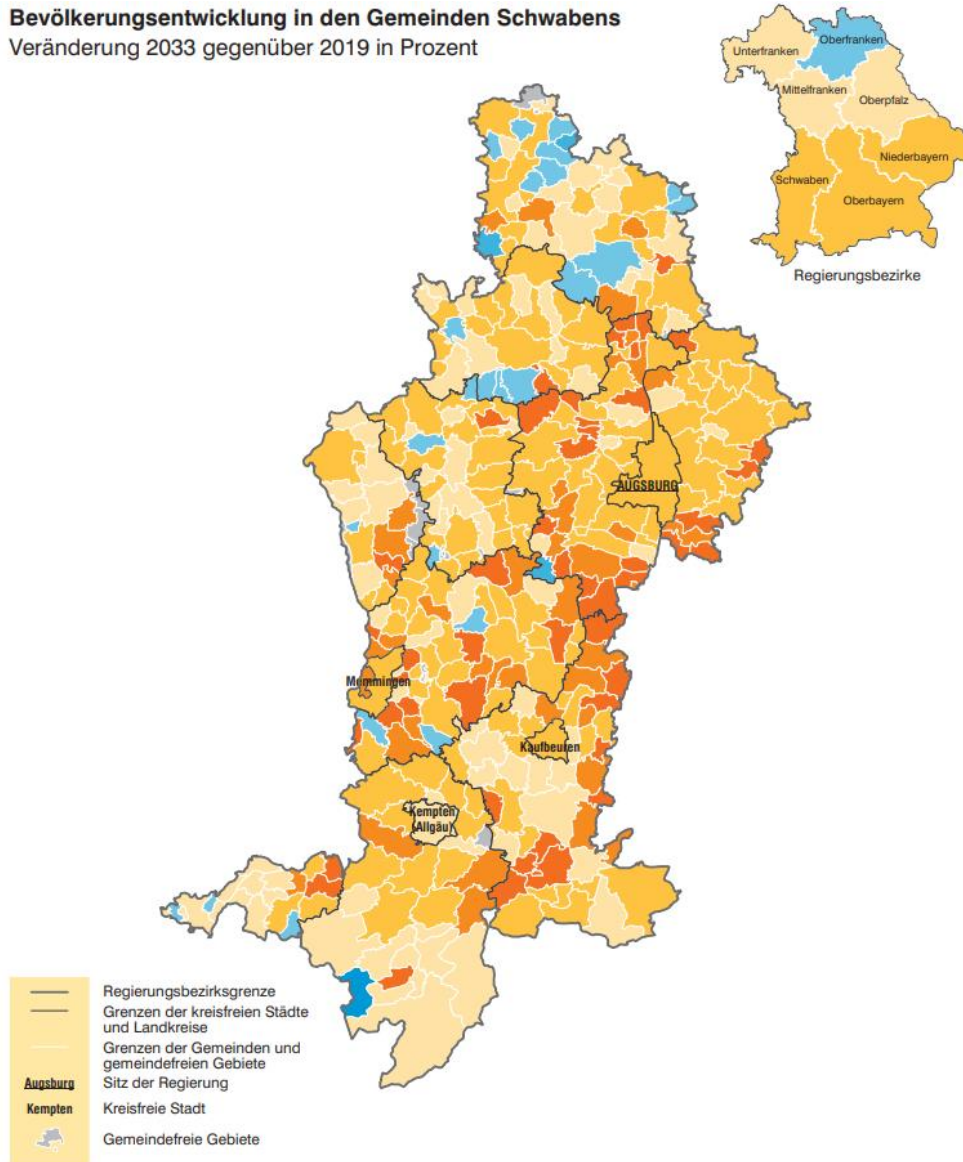 Bevölkerungsentwicklung in den Gemeinden Schwabens
Veränderung 2033 gegenüber 2019 in Prozent
Unterfranken
Oberfranken
Mittelfranken
Oberpfalz
Niederbayern
Schwaben
Oberbayern
Regierungsbezirke
AUGSBURG
Memmingen
Kaufbeuren
Kempten
(Allgäu)
Regierungsbezirksgrenze
Grenzen der kreisfreien Städte
und Landkreise
Grenzen der Gemeinden und
gemeindefreien Gebiete
Augsburg Sitz der Regierung
Kempten Kreisfreie Stadt
Gemeindefreie Gebiete